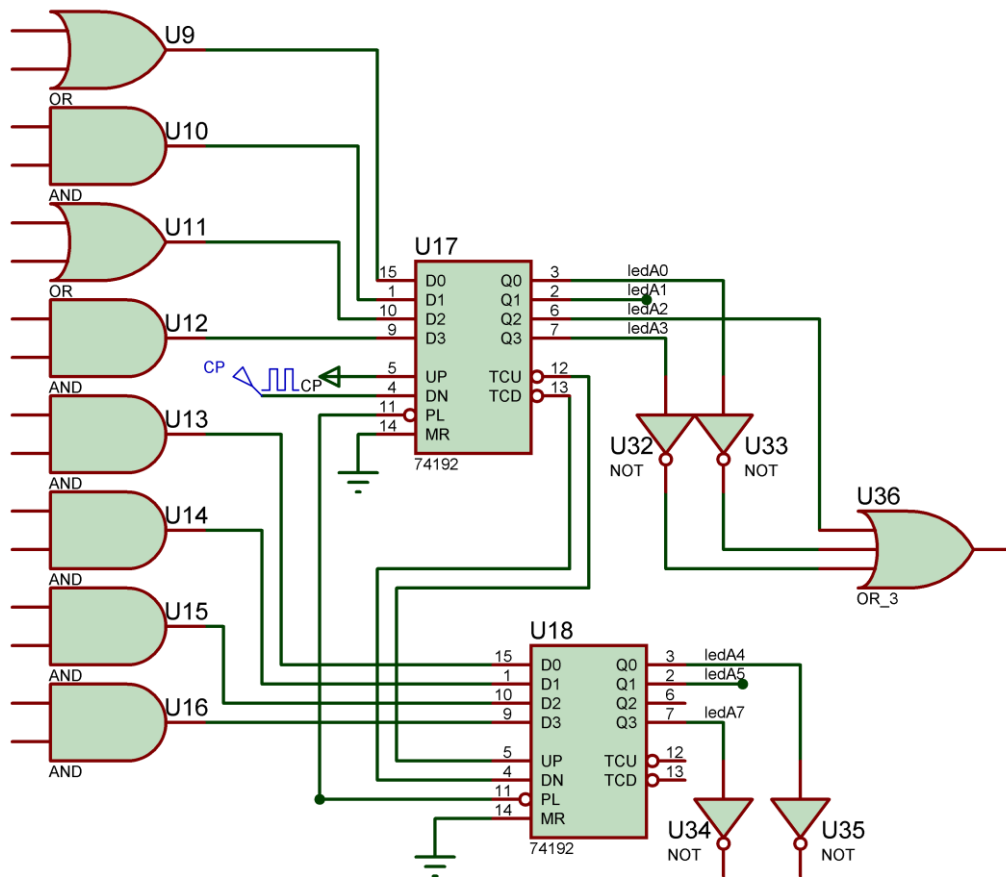 U9
OR
U10
AND
U11
OR
U12
AND
U13
AND
U14
AND
U15
AND
U16
AND
U17
15 D0 Q0 3 ledA0
1 D1 Q1 2 ledA1
10 D2 Q2 6 ledA2
9 D3 Q3 7 ledA3
CP
CP
5 UP TCU 12
4 DN TCD 13
11 PL
14 MR
74192
U32
NOT
U33
NOT
U36
OR_3
U18
15 D0 Q0 3 ledA4
1 D1 Q1 2 ledA5
10 D2 Q2 6
9 D3 Q3 7 ledA7
5 UP TCU 12
4 DN TCD 13
11 PL
14 MR
74192
U34
NOT
U35
NOT